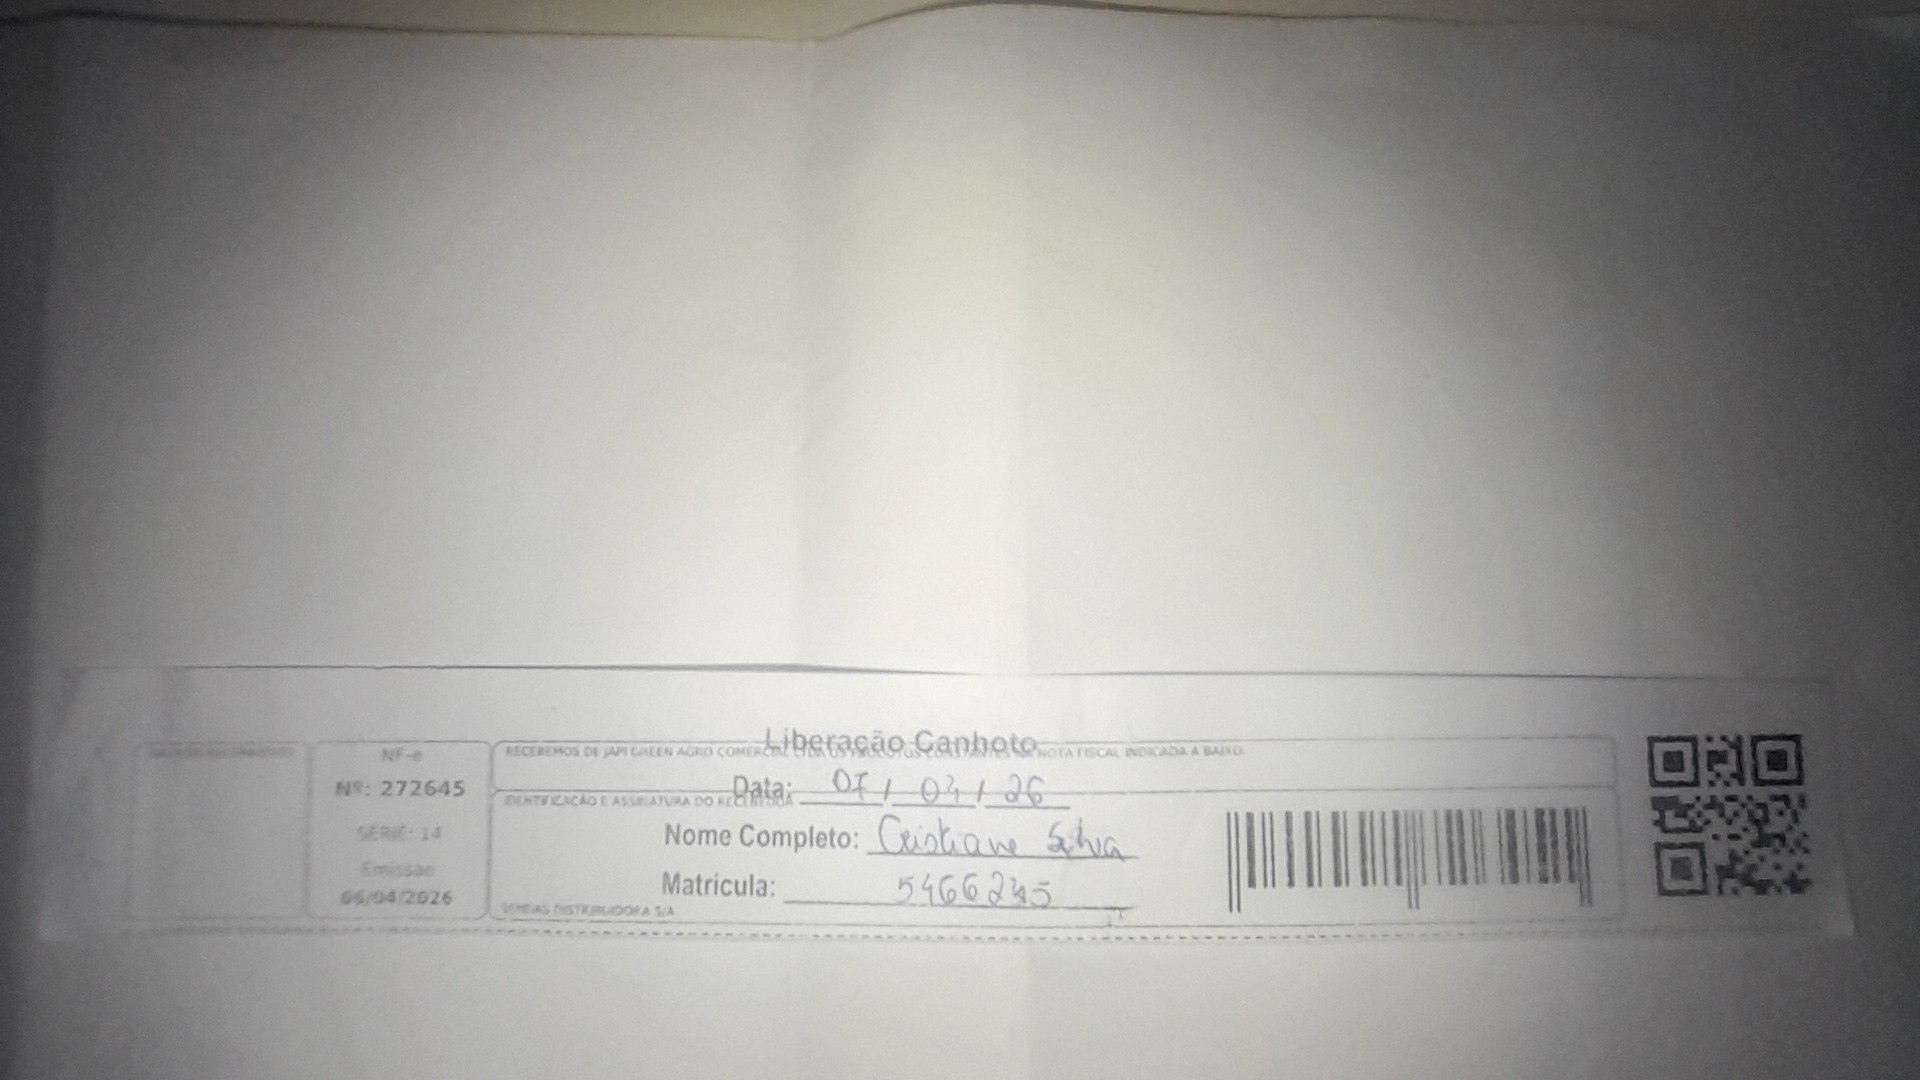 Liberação Canhoto
NF-e
RECEBEMOS DE JAPI GREEN AGRO COMERCIAL LTDA OS CONSTANTES NOTA FISCAL INDICADA A BAIXO.
Nº: 272645
Data: 07 / 04 / 26
IDENTIFICAÇÃO E ASSINATURA DO RECEBEDOR
SÉRIE: 14
Nome Completo: Cristiane Silva
Emissão
06/04/2026
Matricula: 5466245
SENDAS DISTRIBUIDORA S/A